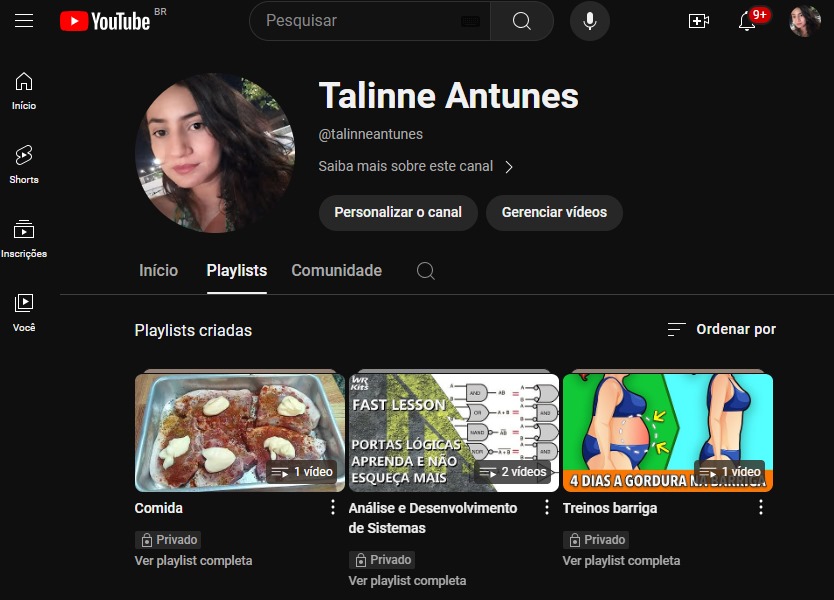 YouTube BR
Pesquisar
9+
Início
Shorts
Inscrições
Você
Talinne Antunes
@talinneantunes
Saiba mais sobre este canal
Personalizar o canal
Gerenciar vídeos
Início
Playlists
Comunidade
Playlists criadas
Ordenar por
1 vídeo
Comida
Privado
Ver playlist completa
WR
Kits
FAST LESSON
PORTAS LÓGICAS
APRENDA E NÃO
ESQUEÇA MAIS
AND
OR
NAND
NOR
AND
AND
2 vídeos
Análise e Desenvolvimento
de Sistemas
Privado
Ver playlist completa
4 DIAS A GORDURA NA BARRIGA
1 vídeo
Treinos barriga
Privado
Ver playlist completa